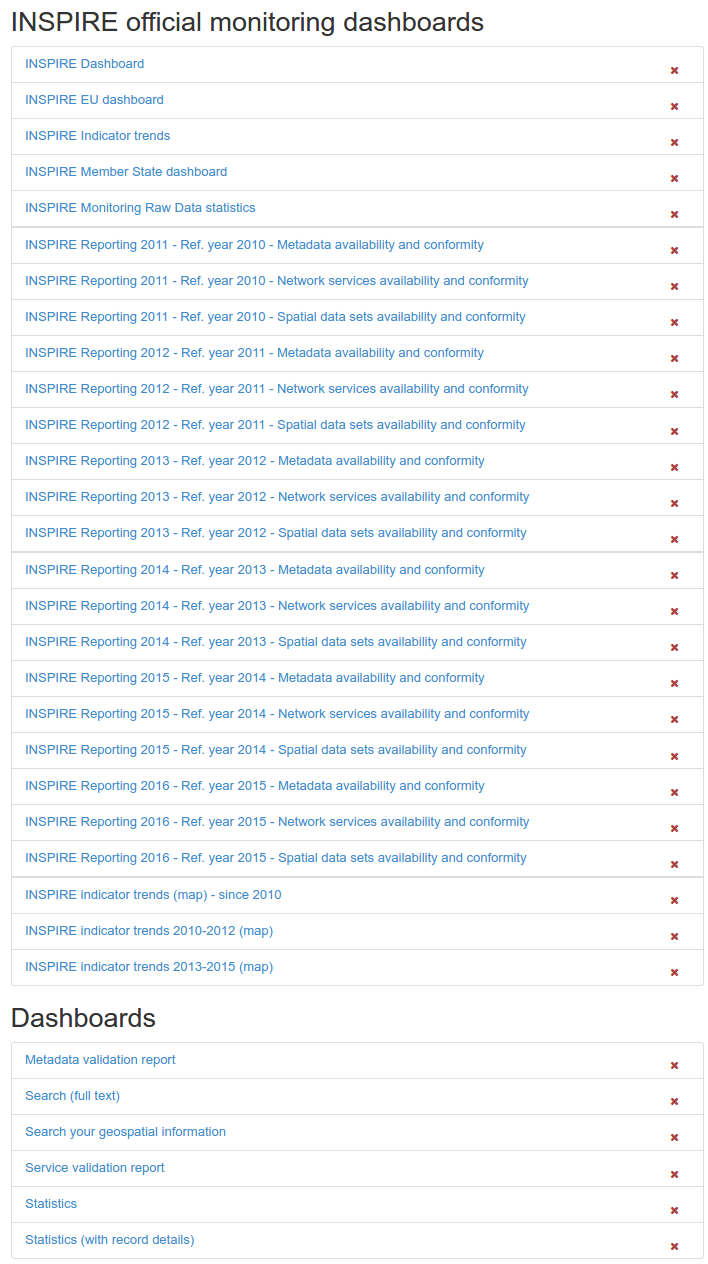 INSPIRE official monitoring dashboards
INSPIRE Dashboard
INSPIRE EU dashboard
INSPIRE Indicator trends
INSPIRE Member State dashboard
INSPIRE Monitoring Raw Data statistics
INSPIRE Reporting 2011 - Ref. year 2010 - Metadata availability and conformity
INSPIRE Reporting 2011 - Ref. year 2010 - Network services availability and conformity
INSPIRE Reporting 2011 - Ref. year 2010 - Spatial data sets availability and conformity
INSPIRE Reporting 2012 - Ref. year 2011 - Metadata availability and conformity
INSPIRE Reporting 2012 - Ref. year 2011 - Network services availability and conformity
INSPIRE Reporting 2012 - Ref. year 2011 - Spatial data sets availability and conformity
INSPIRE Reporting 2013 - Ref. year 2012 - Metadata availability and conformity
INSPIRE Reporting 2013 - Ref. year 2012 - Network services availability and conformity
INSPIRE Reporting 2013 - Ref. year 2012 - Spatial data sets availability and conformity
INSPIRE Reporting 2014 - Ref. year 2013 - Metadata availability and conformity
INSPIRE Reporting 2014 - Ref. year 2013 - Network services availability and conformity
INSPIRE Reporting 2014 - Ref. year 2013 - Spatial data sets availability and conformity
INSPIRE Reporting 2015 - Ref. year 2014 - Metadata availability and conformity
INSPIRE Reporting 2015 - Ref. year 2014 - Network services availability and conformity
INSPIRE Reporting 2015 - Ref. year 2014 - Spatial data sets availability and conformity
INSPIRE Reporting 2016 - Ref. year 2015 - Metadata availability and conformity
INSPIRE Reporting 2016 - Ref. year 2015 - Network services availability and conformity
INSPIRE Reporting 2016 - Ref. year 2015 - Spatial data sets availability and conformity
INSPIRE indicator trends (map) - since 2010
INSPIRE indicator trends 2010-2012 (map)
INSPIRE indicator trends 2013-2015 (map)
Dashboards
Metadata validation report
Search (full text)
Search your geospatial information
Service validation report
Statistics
Statistics (with record details)